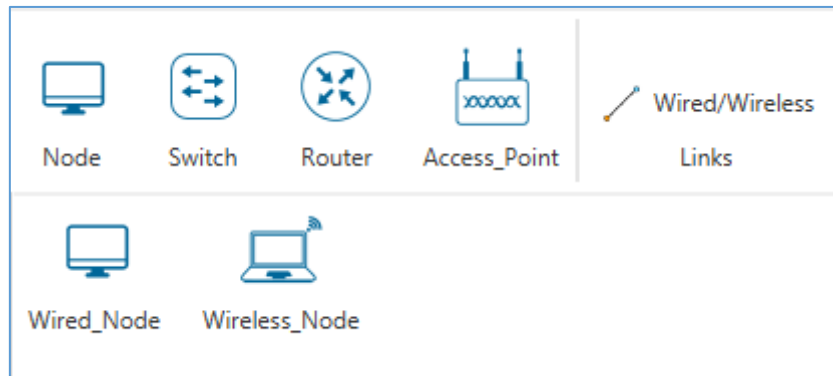 Wired/Wireless
Node Switch Router Access_Point Links
Wired_Node Wireless_Node